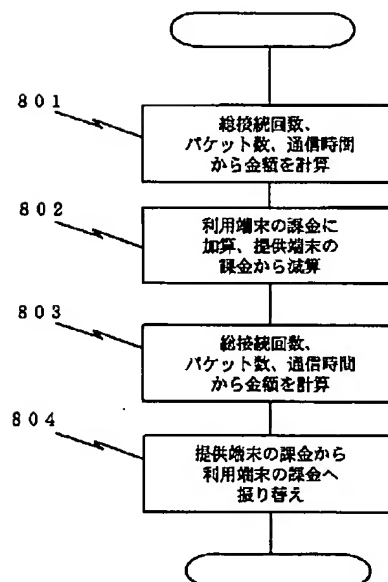 801
総接続回数、
パケット数、通信時間
から金額を計算
802
利用端末の課金に
加算、提供端末の
課金から減算
803
総接続回数、
パケット数、通信時間
から金額を計算
804
提供端末の課金から
利用端末の課金へ
振り替え